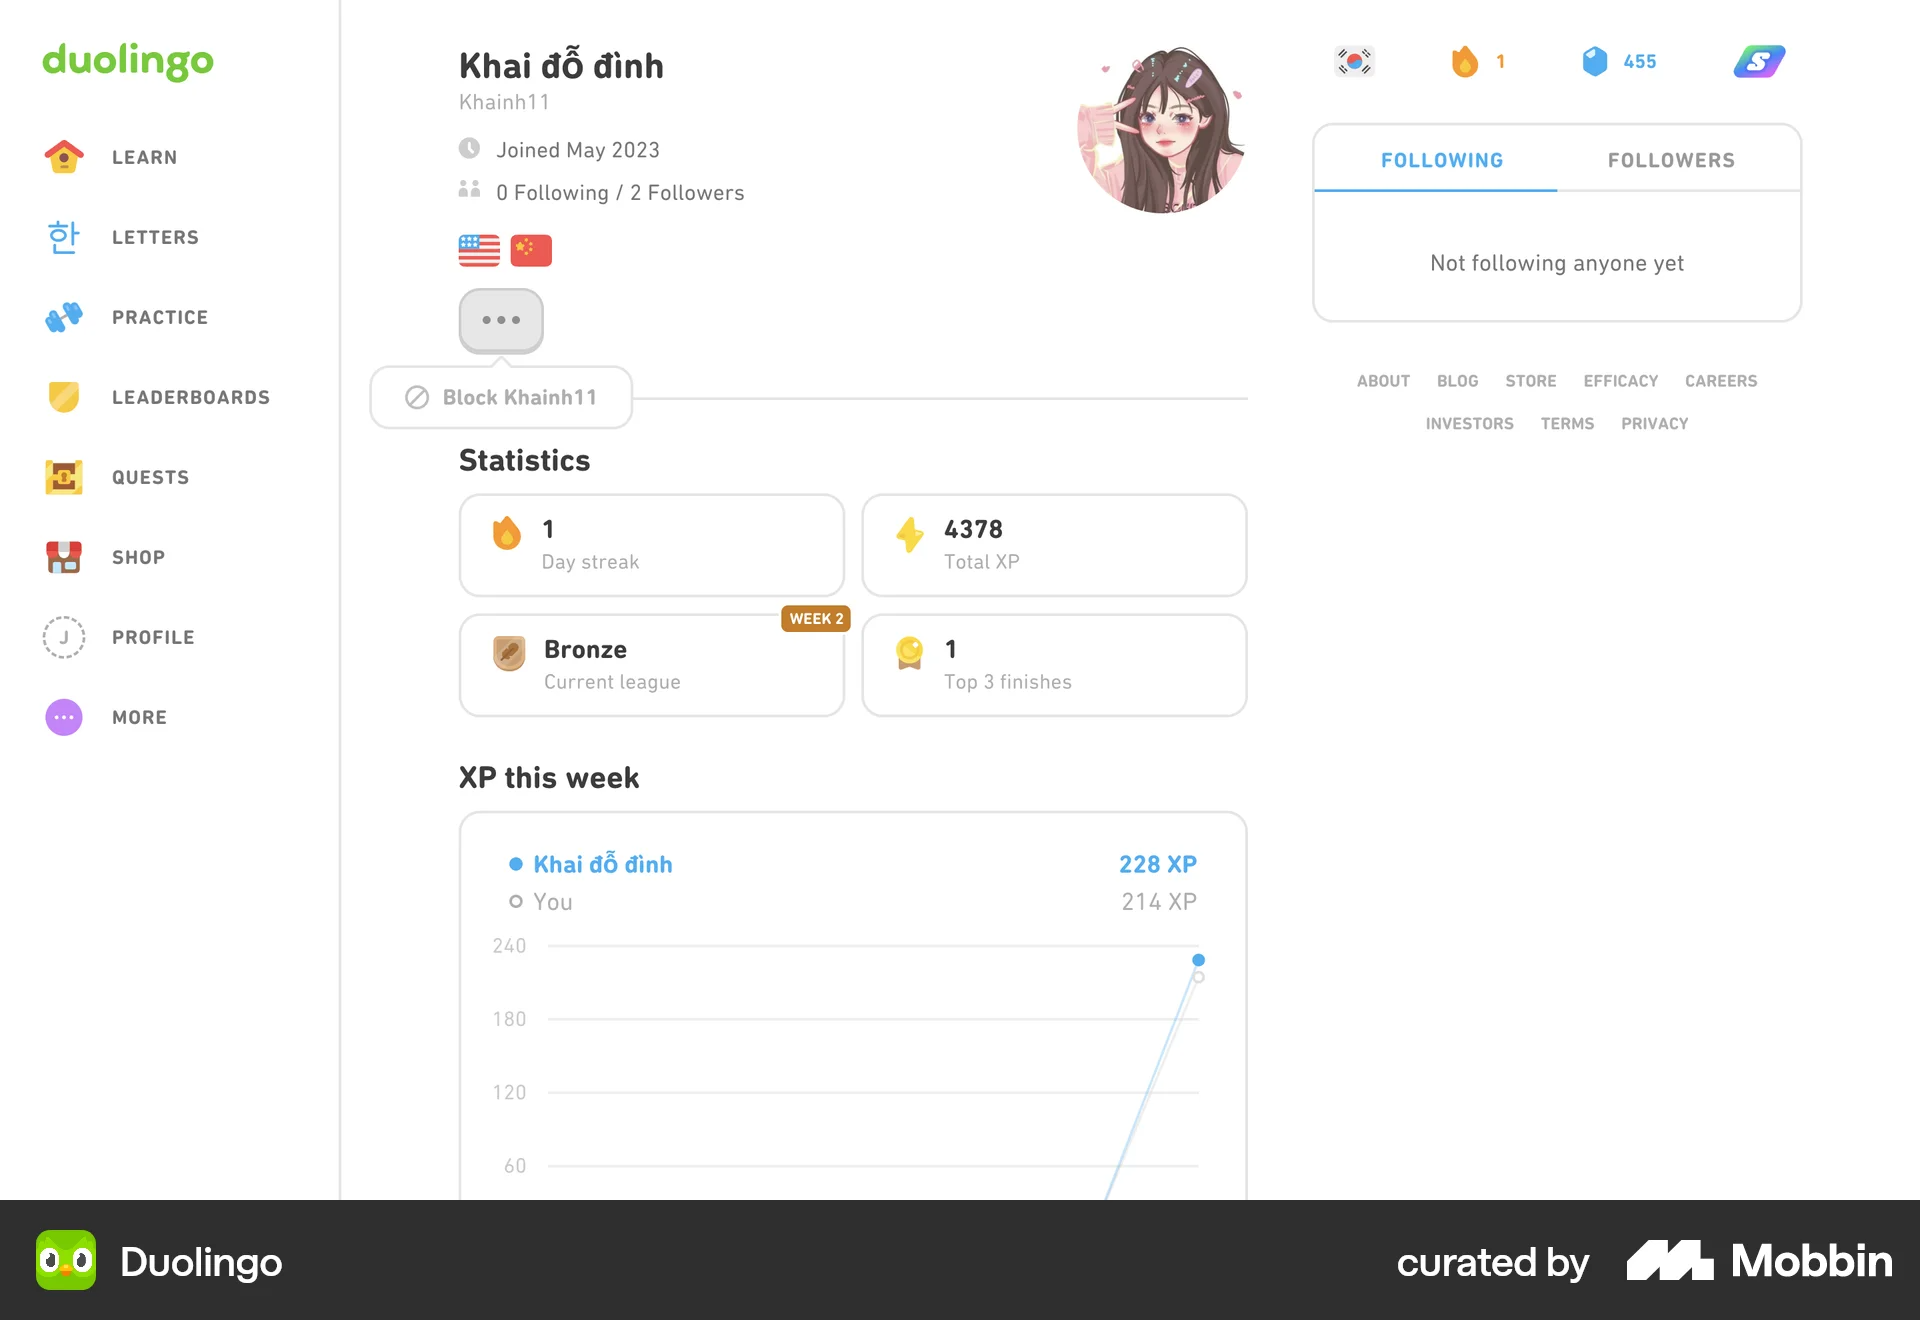 duolingo
LEARN
한
LETTERS
PRACTICE
LEADERBOARDS
QUESTS
SHOP
J
PROFILE
MORE
Khai đỗ đình
Khainh11
Joined May 2023
0 Following / 2 Followers
Block Khainh11
Statistics
1
Day streak
4378
Total XP
WEEK 2
Bronze
Current league
1
Top 3 finishes
XP this week
Khai đỗ đình 228 XP
You 214 XP
240
180
120
60
1
455
S
FOLLOWING FOLLOWERS
Not following anyone yet
ABOUT BLOG STORE EFFICACY CAREERS
INVESTORS TERMS PRIVACY
Duolingo
curated by Mobbin